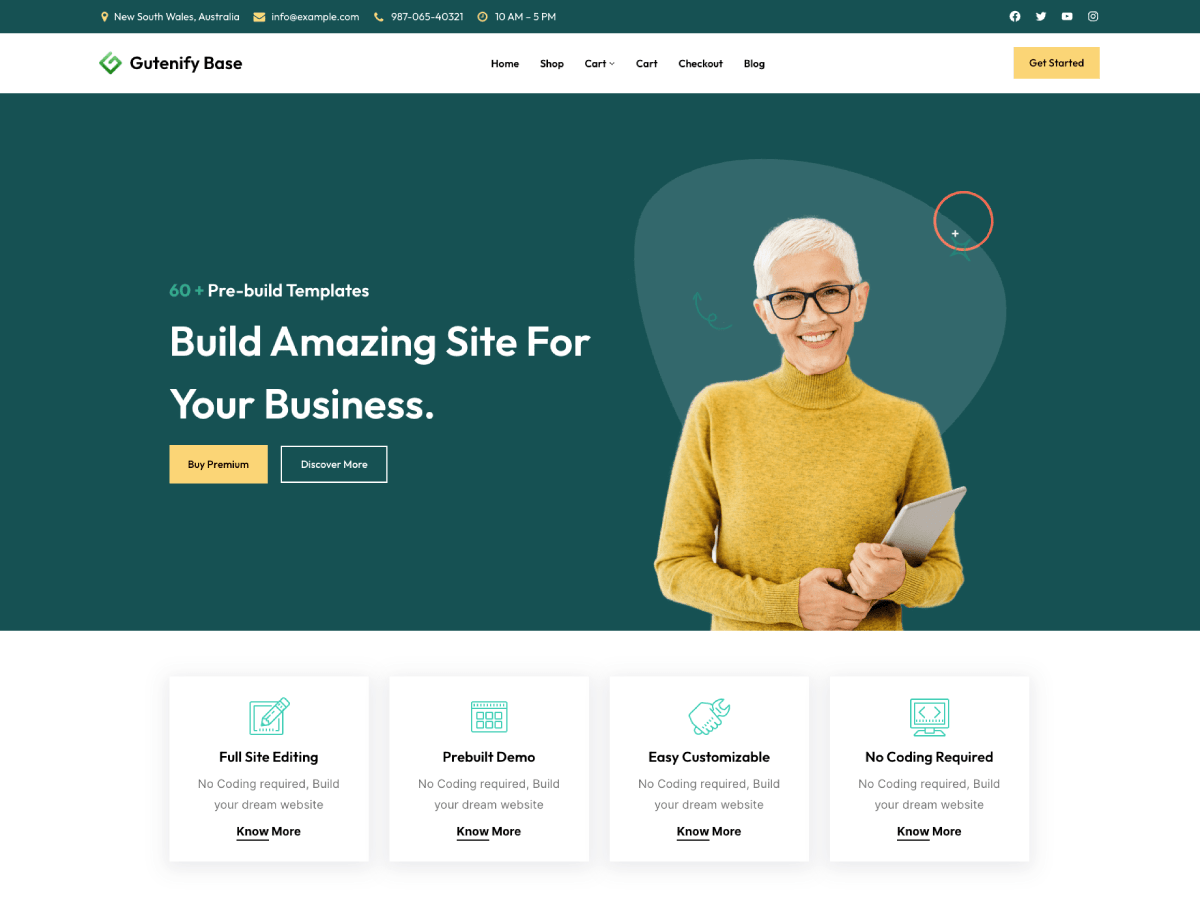 New South Wales, Australia info@example.com 987-065-40321 10 AM – 5 PM
Gutenify Base Home Shop Cart Cart Checkout Blog Get Started
60 + Pre-build Templates
Build Amazing Site For
Your Business.
Buy Premium Discover More
Full Site Editing
No Coding required, Build
your dream website
Know More
Prebuilt Demo
No Coding required, Build
your dream website
Know More
Easy Customizable
No Coding required, Build
your dream website
Know More
No Coding Required
No Coding required, Build
your dream website
Know More